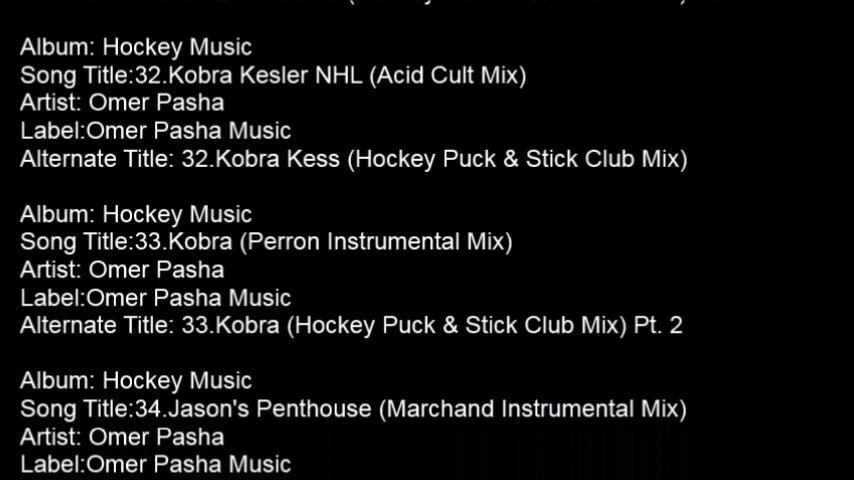 Album: Hockey Music
Song Title:32.Kobra Kesler NHL (Acid Cult Mix)
Artist: Omer Pasha
Label:Omer Pasha Music
Alternate Title: 32.Kobra Kess (Hockey Puck & Stick Club Mix)
Album: Hockey Music
Song Title:33.Kobra (Perron Instrumental Mix)
Artist: Omer Pasha
Label:Omer Pasha Music
Alternate Title: 33.Kobra (Hockey Puck & Stick Club Mix) Pt. 2
Album: Hockey Music
Song Title:34.Jason's Penthouse (Marchand Instrumental Mix)
Artist: Omer Pasha
Label:Omer Pasha Music